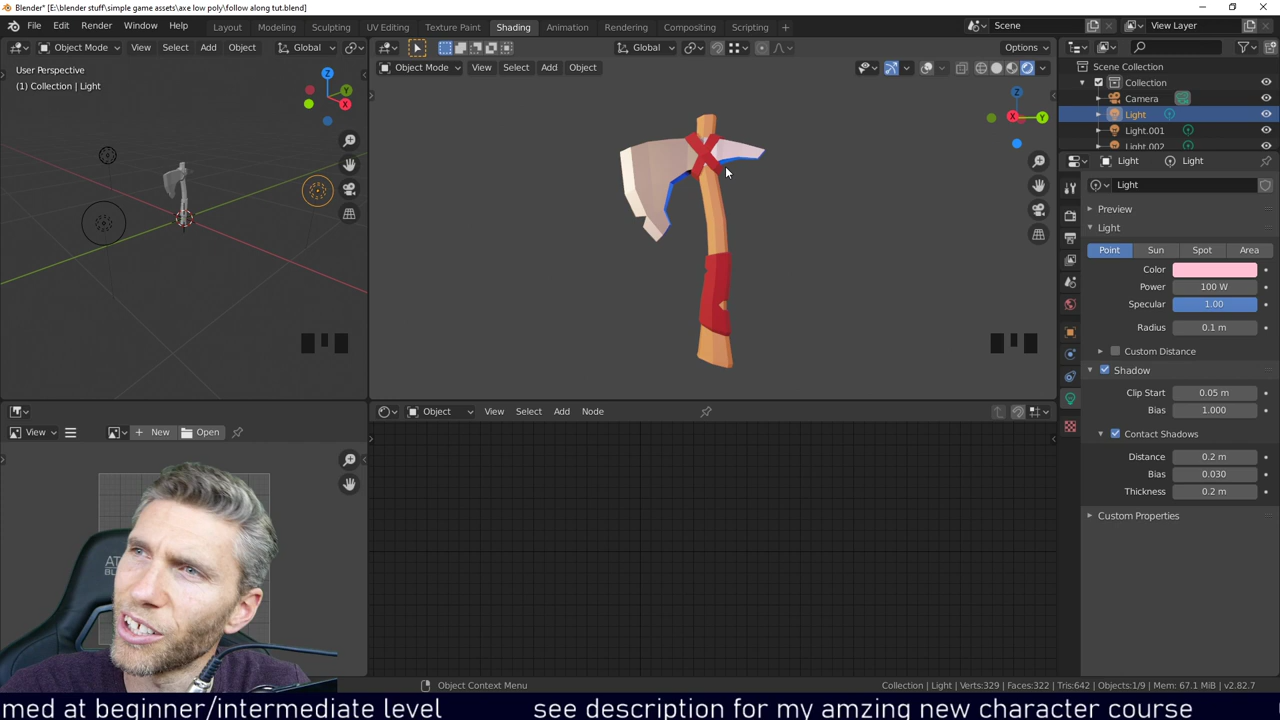 Blender* [E:\blender stuff\simple game assets\axe low poly\follow along tut.blend]
File Edit Render Window Help Layout Modeling Sculpting UV Editing Texture Paint Shading Animation Rendering Compositing Scripting Scene View Layer
Object Mode View Select Add Object Global
Global Options
User Perspective
(1) Collection | Light
Z
Y
X
Object Mode View Select Add Object
Z
X
Y
Scene Collection
Collection
Camera
Light
Light.001
Light.002
Light Light
Light
Preview
Light
Point Sun Spot Area
Color
Power 100 W
Specular 1.00
Radius 0.1 m
Custom Distance
Shadow
Clip Start 0.05 m
Bias 1.000
Contact Shadows
Distance 0.2 m
Bias 0.030
Thickness 0.2 m
Custom Properties
View New Open
Object View Select Add Node
Object Context Menu
Collection | Light | Verts:329 | Faces:322 | Tris:642 | Objects:1/9 | Mem: 67.1 MiB | v2.82.7
med at beginner/intermediate level see description for my amzing new character course